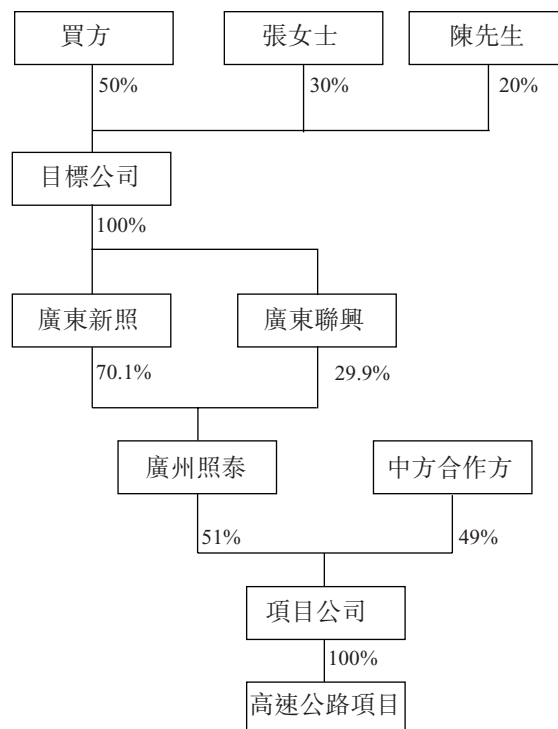 買方
張女士
陳先生
50%
30%
20%
目標公司
100%
廣東新照
廣東聯興
70.1%
29.9%
廣州照泰
中方合作方
51%
49%
項目公司
100%
高速公路項目